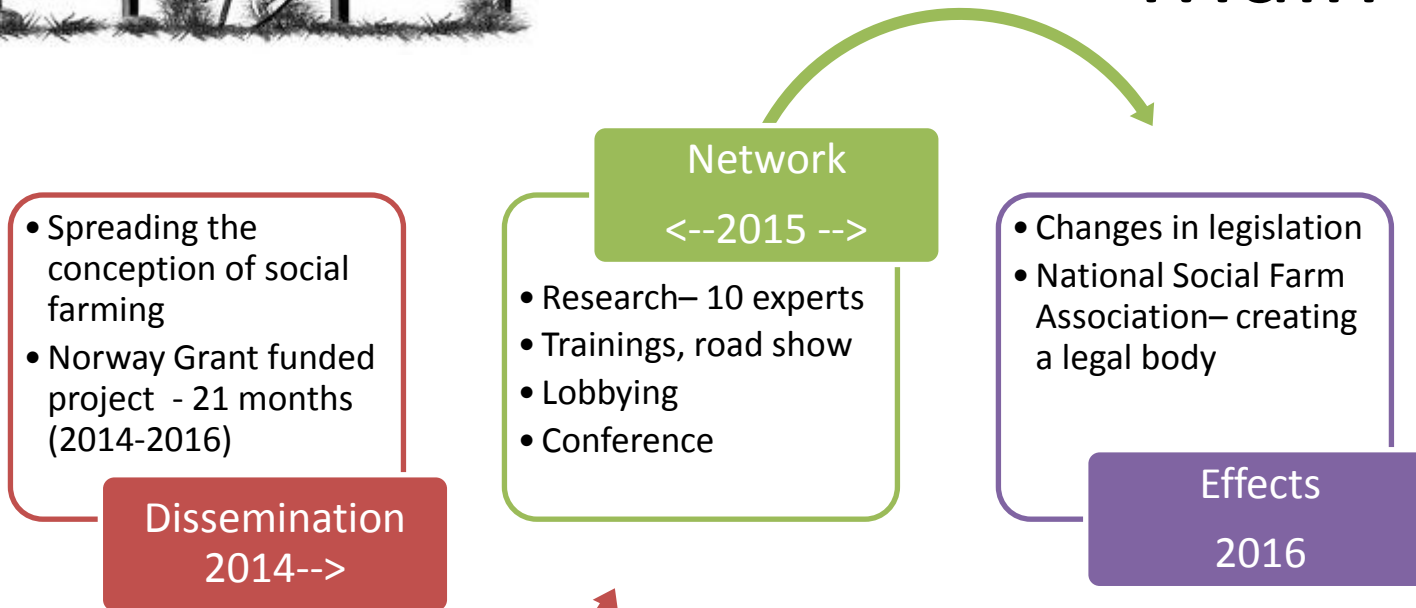 • Spreading the
conception of social
farming
• Norway Grant funded
project - 21 months
(2014-2016)
Dissemination
2014-->
Network
<--2015 -->
• Research– 10 experts
• Trainings, road show
• Lobbying
• Conference
• Changes in legislation
• National Social Farm
Association– creating
a legal body
Effects
2016